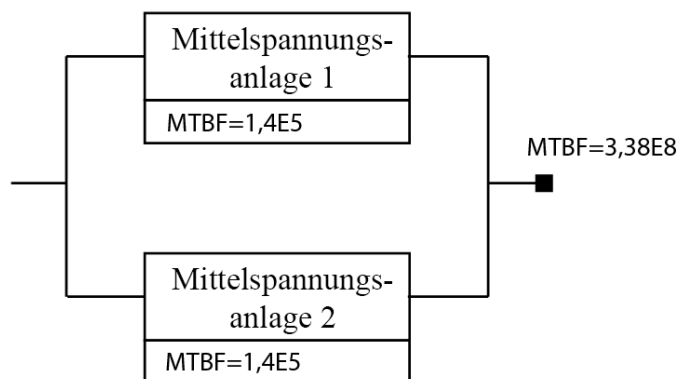 Mittelspannungs-
anlage 1
MTBF=1,4E5
MTBF=3,38E8
Mittelspannungs-
anlage 2
MTBF=1,4E5